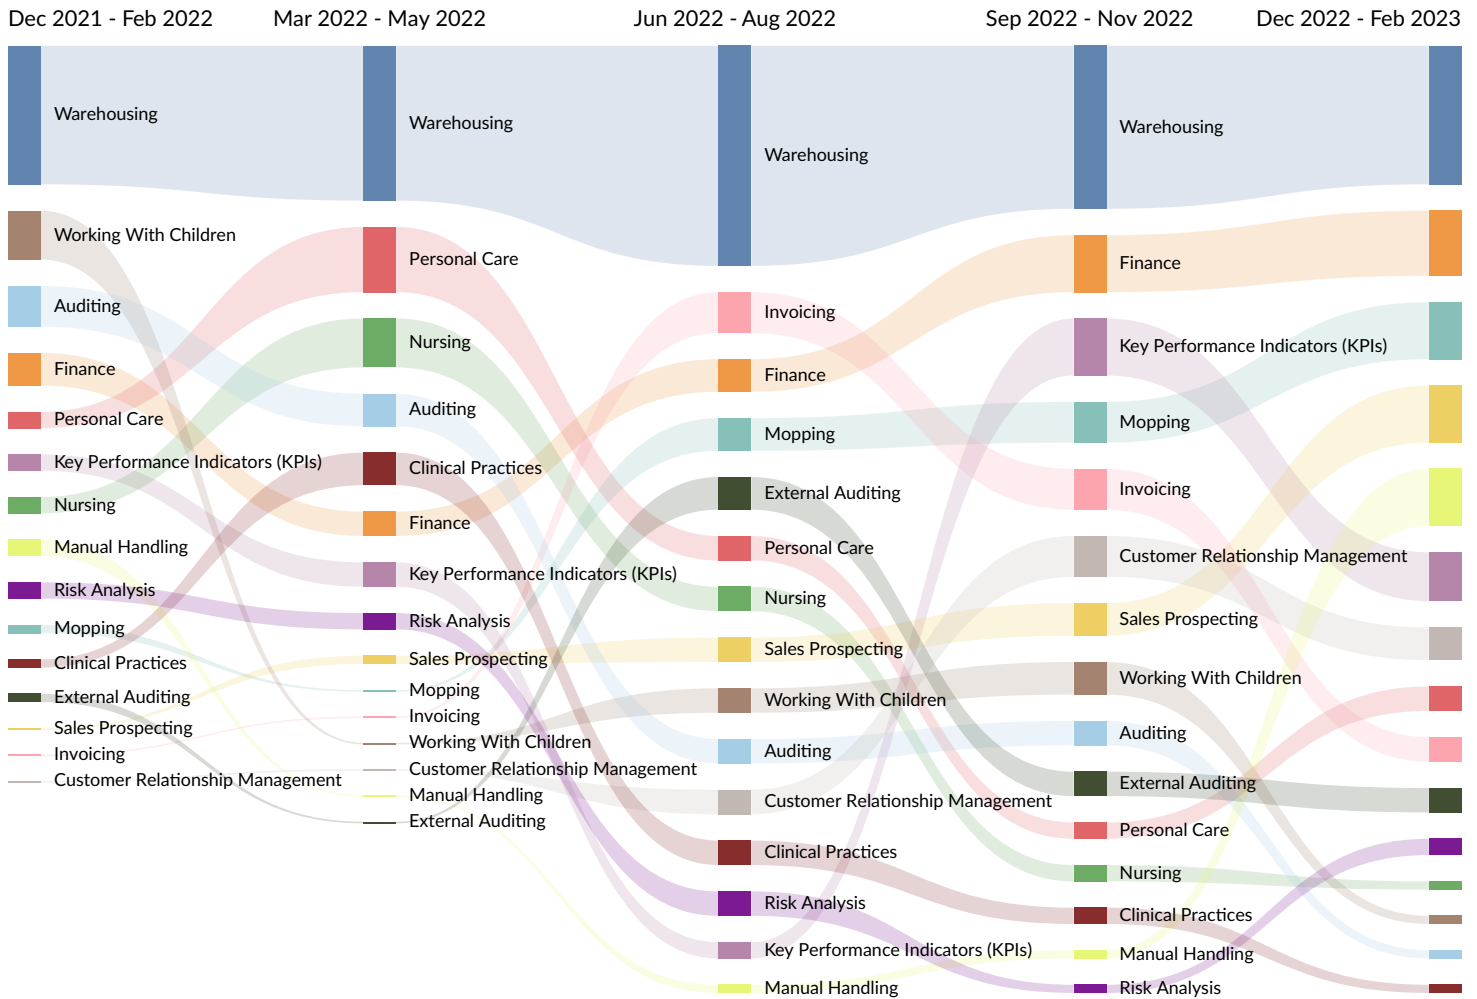 Dec 2021 - Feb 2022
Mar 2022 - May 2022
Jun 2022 - Aug 2022
Sep 2022 - Nov 2022
Dec 2022 - Feb 2023
Warehousing
Working With Children
Auditing
Finance
Personal Care
Key Performance Indicators (KPIs)
Nursing
Manual Handling
Risk Analysis
Mopping
Clinical Practices
External Auditing
Sales Prospecting
Invoicing
Customer Relationship Management
Warehousing
Personal Care
Nursing
Auditing
Clinical Practices
Finance
Key Performance Indicators (KPIs)
Risk Analysis
Sales Prospecting
Mopping
Invoicing
Working With Children
Customer Relationship Management
Manual Handling
External Auditing
Warehousing
Invoicing
Finance
Mopping
External Auditing
Personal Care
Nursing
Sales Prospecting
Working With Children
Auditing
Customer Relationship Management
Clinical Practices
Risk Analysis
Key Performance Indicators (KPIs)
Manual Handling
Warehousing
Finance
Key Performance Indicators (KPIs)
Mopping
Invoicing
Customer Relationship Management
Sales Prospecting
Working With Children
Auditing
External Auditing
Personal Care
Nursing
Clinical Practices
Manual Handling
Risk Analysis